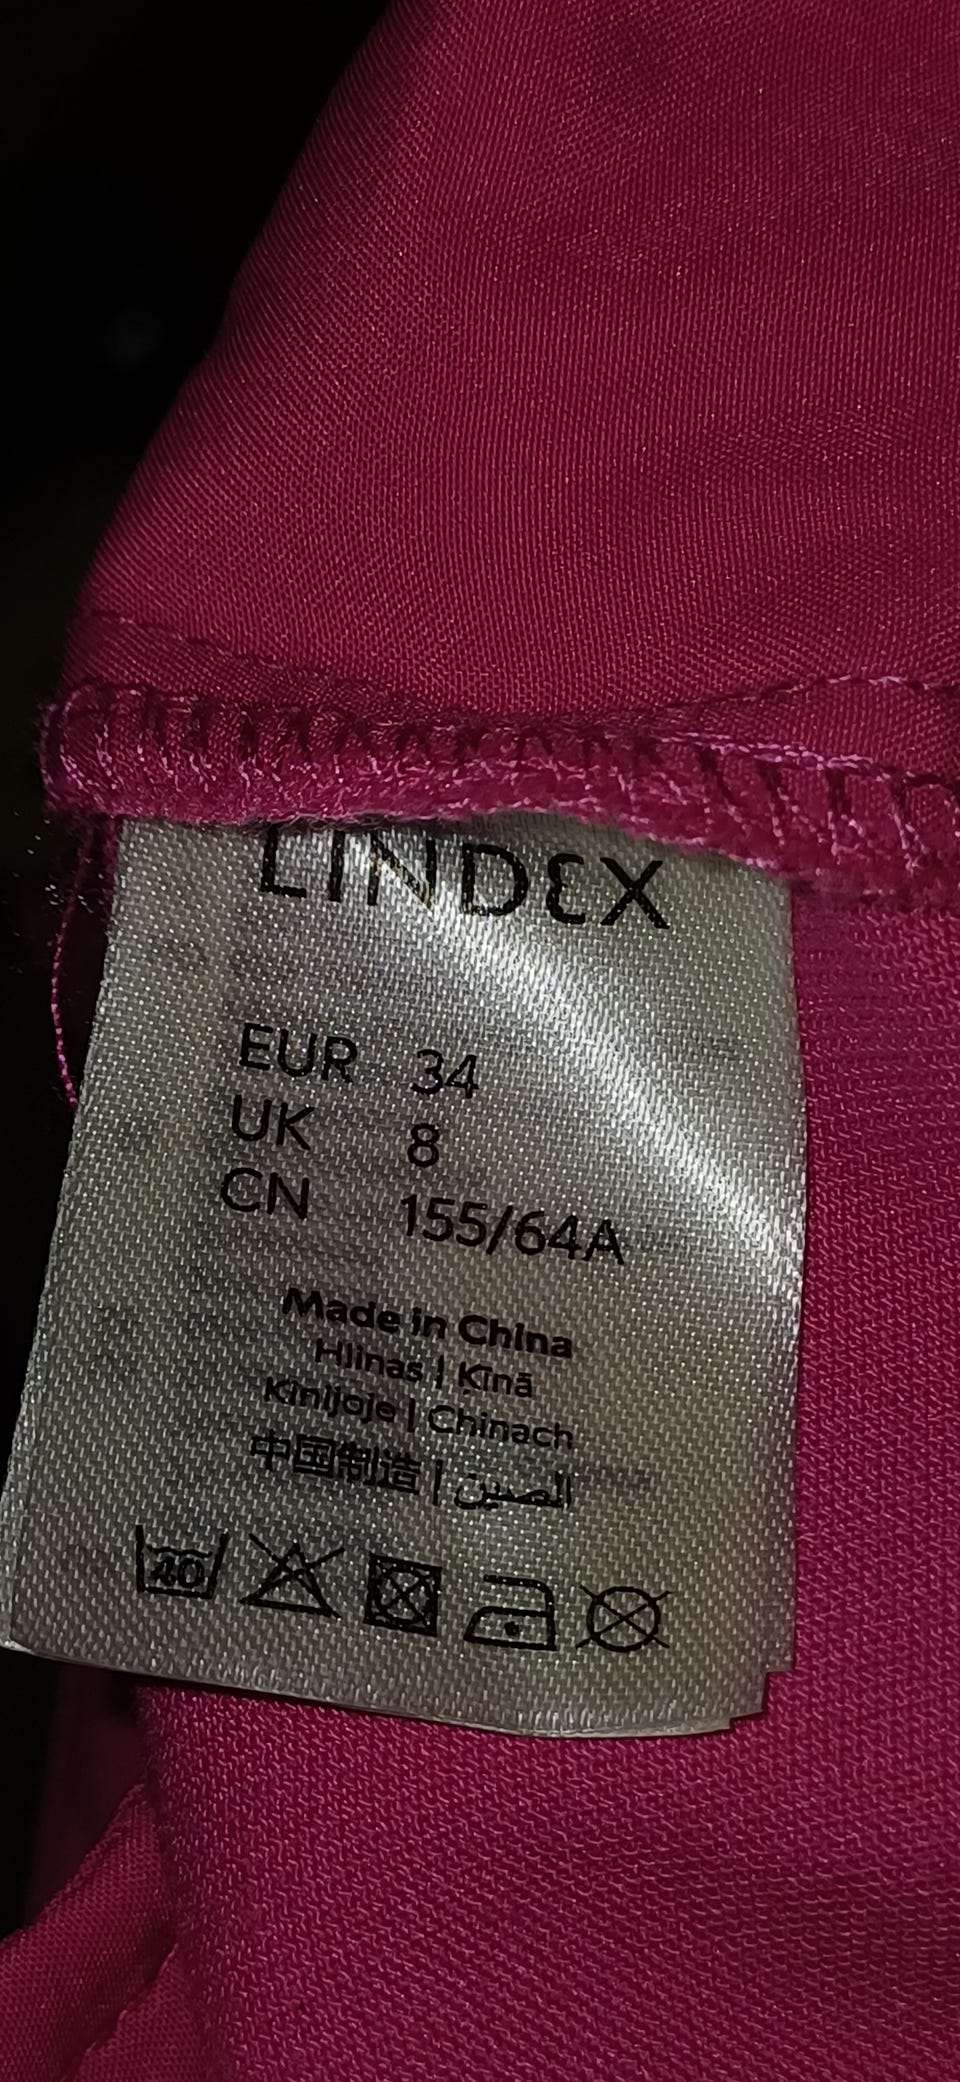 LINDEX
EUR 34
UK 8
CN 155/64A
Made in China
Hiinas | Ķīnā
Kinijoje | Chinach
中国制造 | الصين
40